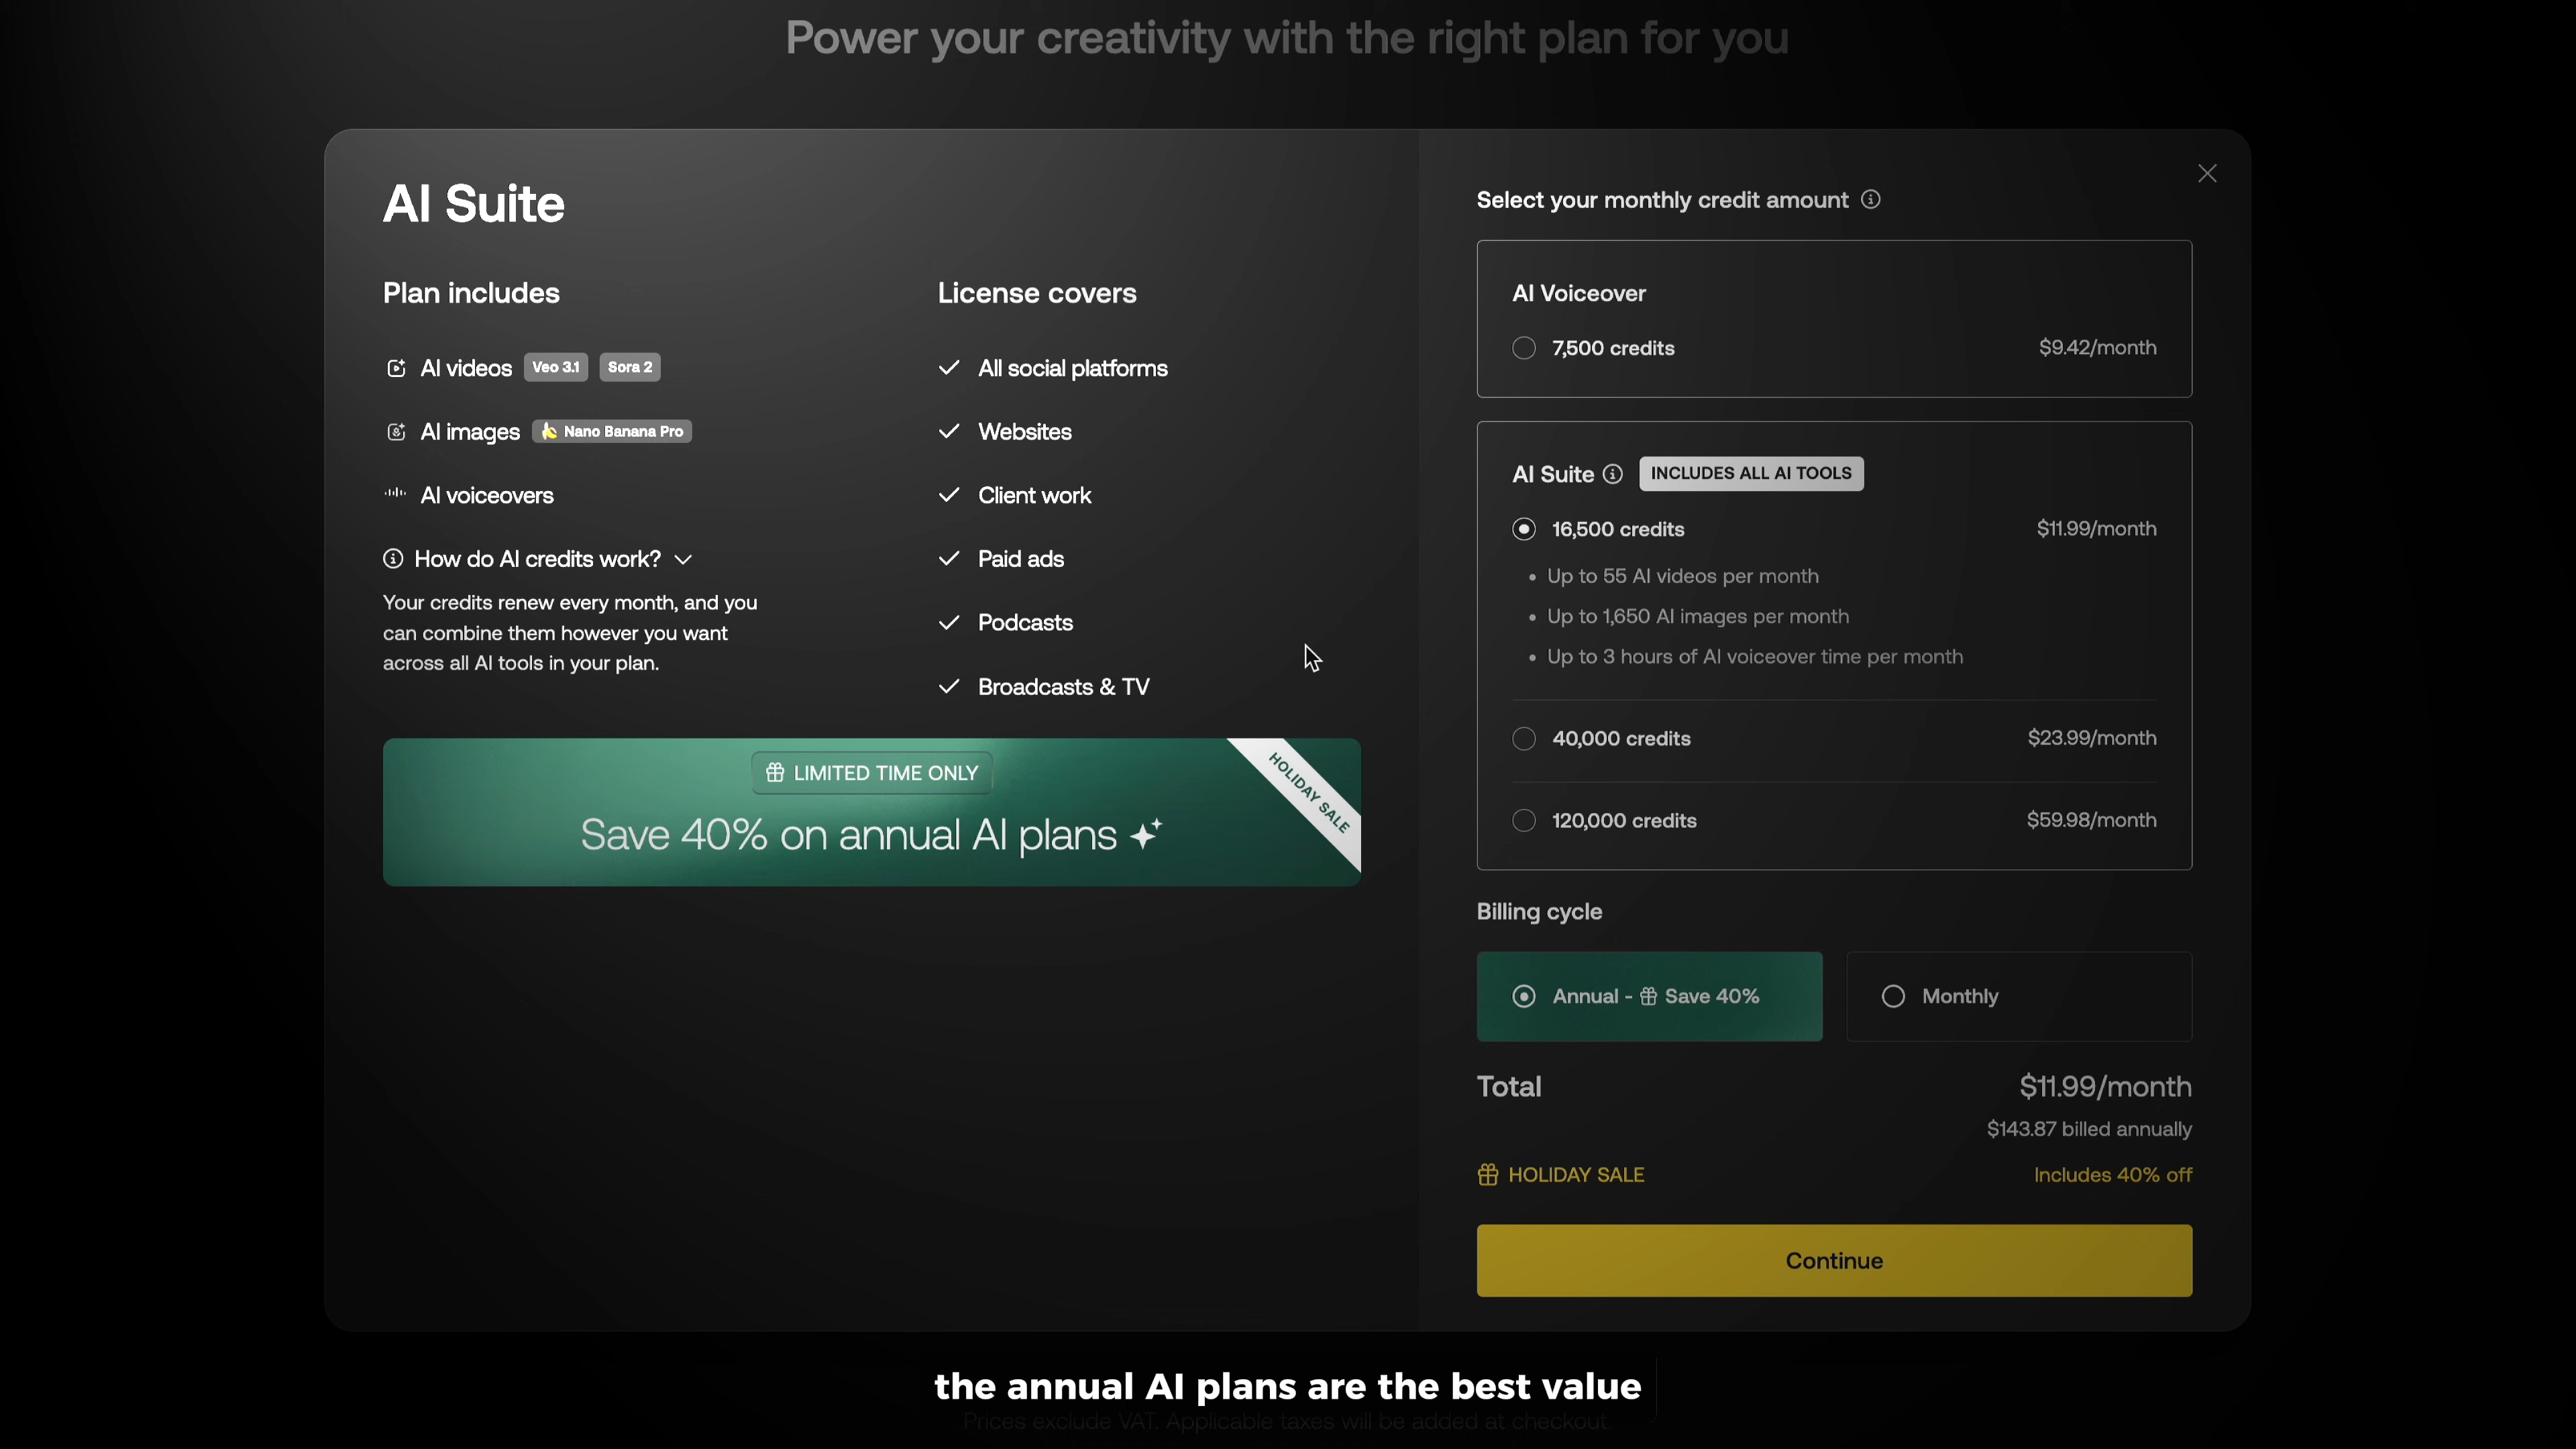 Power your creativity with the right plan for you
AI Suite
Plan includes
AI videos Veo 3.1 Sora 2
AI images Nano Banana Pro
AI voiceovers
How do AI credits work?
Your credits renew every month, and you
can combine them however you want
across all AI tools in your plan.
License covers
All social platforms
Websites
Client work
Paid ads
Podcasts
Broadcasts & TV
LIMITED TIME ONLY
Save 40% on annual AI plans
HOLIDAY SALE
Select your monthly credit amount
AI Voiceover
7,500 credits $9.42/month
AI Suite INCLUDES ALL AI TOOLS
16,500 credits $11.99/month
• Up to 55 AI videos per month
• Up to 1,650 AI images per month
• Up to 3 hours of AI voiceover time per month
40,000 credits $23.99/month
120,000 credits $59.98/month
Billing cycle
Annual - Save 40% Monthly
Total $11.99/month
$143.87 billed annually
HOLIDAY SALE Includes 40% off
Continue
the annual AI plans are the best value
Prices exclude VAT. Applicable taxes will be added at checkout.